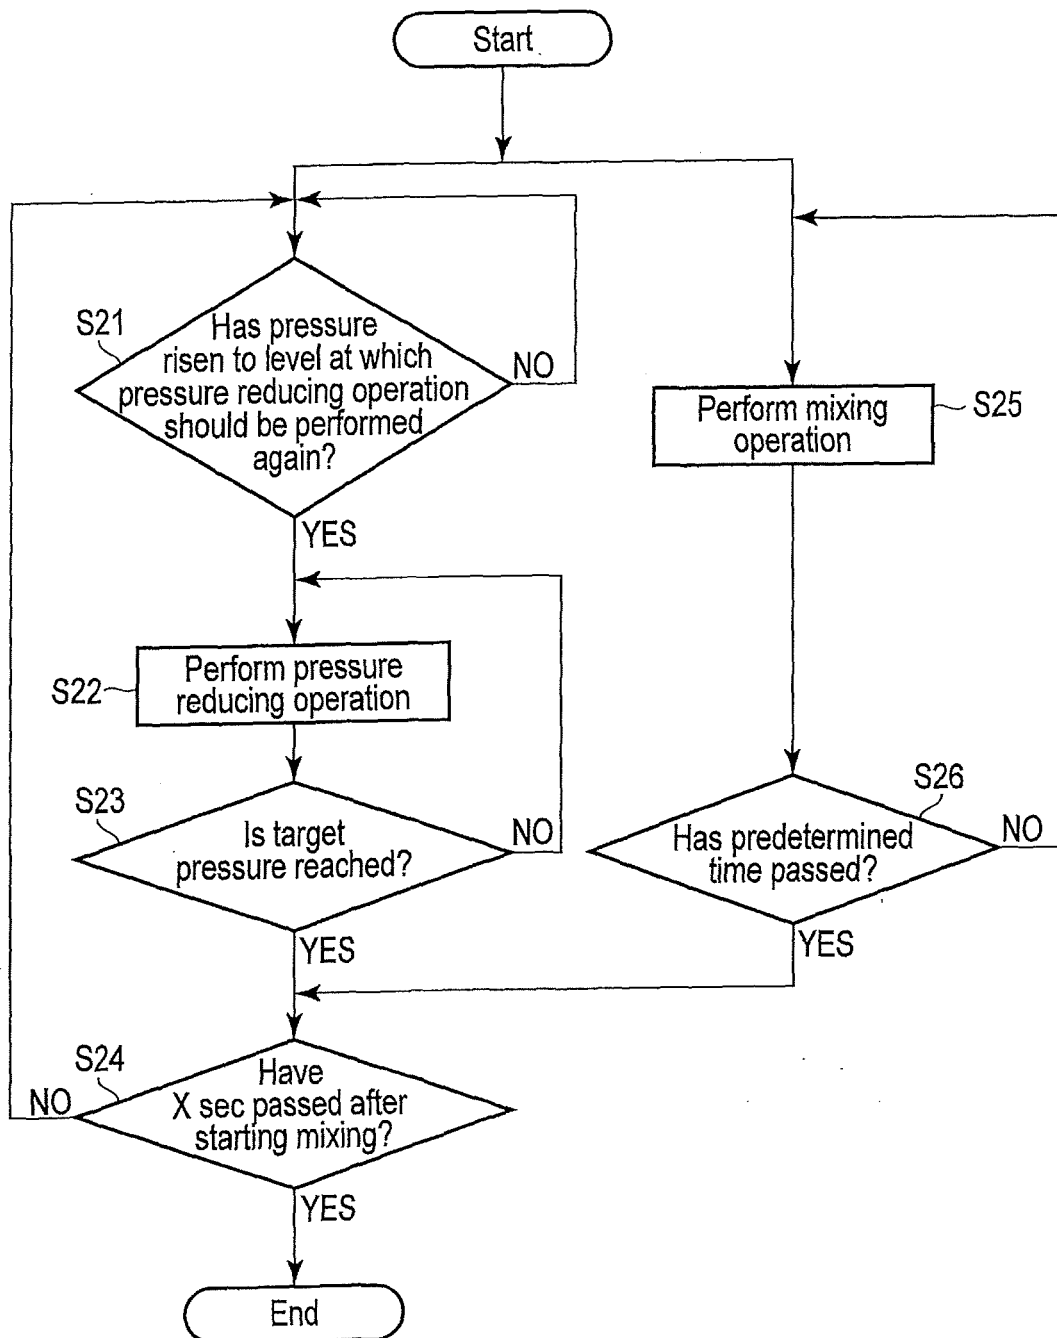 Start
S21
Has pressure
risen to level at which
pressure reducing operation
should be performed
again?
NO
YES
Perform mixing
operation
S25
S22
Perform pressure
reducing operation
S23
Is target
pressure reached?
NO
YES
S26
Has predetermined
time passed?
NO
YES
S24
Have
X sec passed after
starting mixing?
NO
YES
End